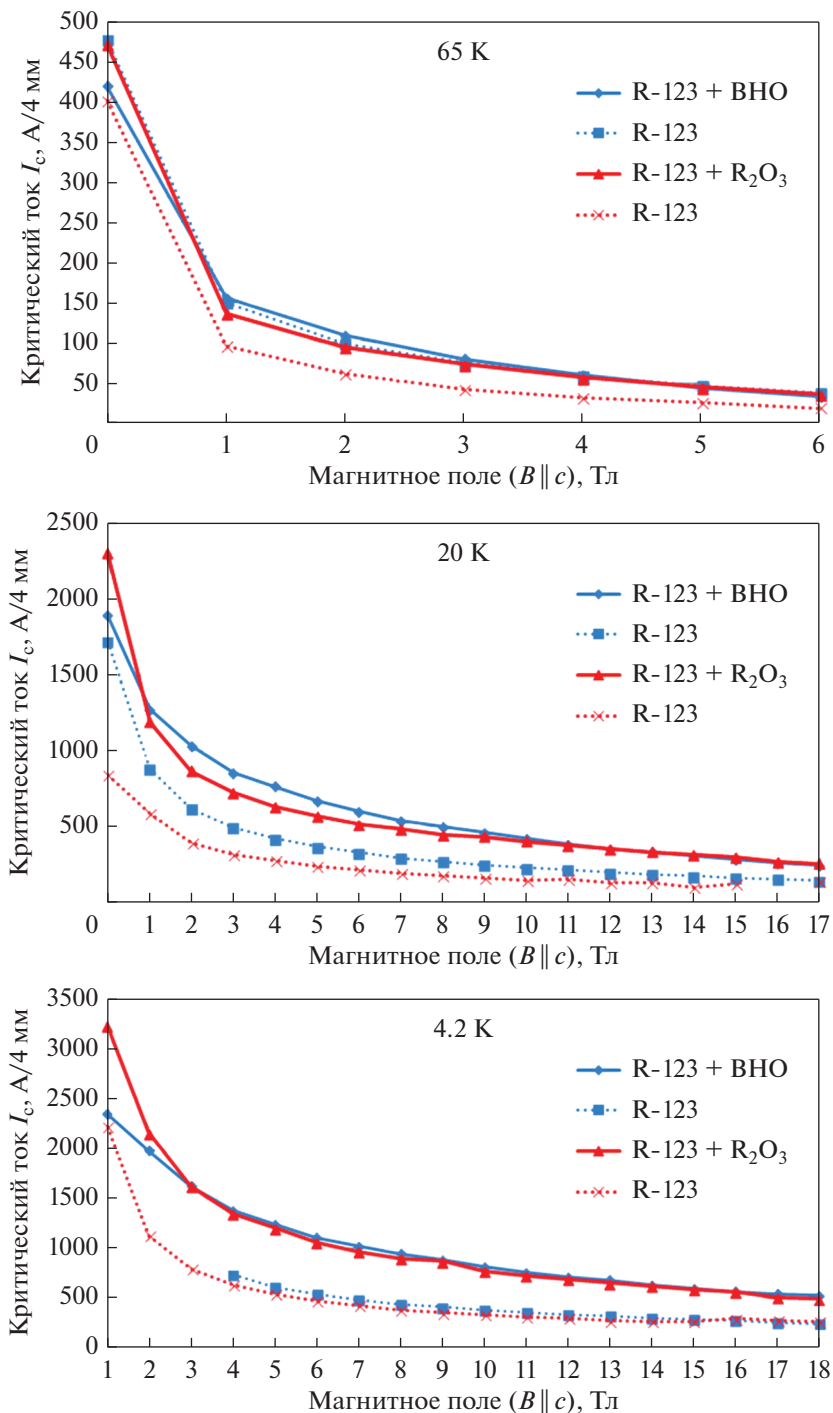 500
450
400
350
300
250
200
150
100
50
0
Критический ток Ic, А/4 мм
65 K
R-123 + BHO
R-123
R-123 + R₂O₃
R-123
1 2 3 4 5 6
Магнитное поле (B || c), Тл
2500
2000
1500
1000
500
0
Критический ток Ic, А/4 мм
20 K
R-123 + BHO
R-123
R-123 + R₂O₃
R-123
1 2 3 4 5 6 7 8 9 10 11 12 13 14 15 16 17
Магнитное поле (B || c), Тл
3500
3000
2500
2000
1500
1000
500
0
Критический ток Ic, А/4 мм
4.2 K
R-123 + BHO
R-123
R-123 + R₂O₃
R-123
1 2 3 4 5 6 7 8 9 10 11 12 13 14 15 16 17 18
Магнитное поле (B || c), Тл